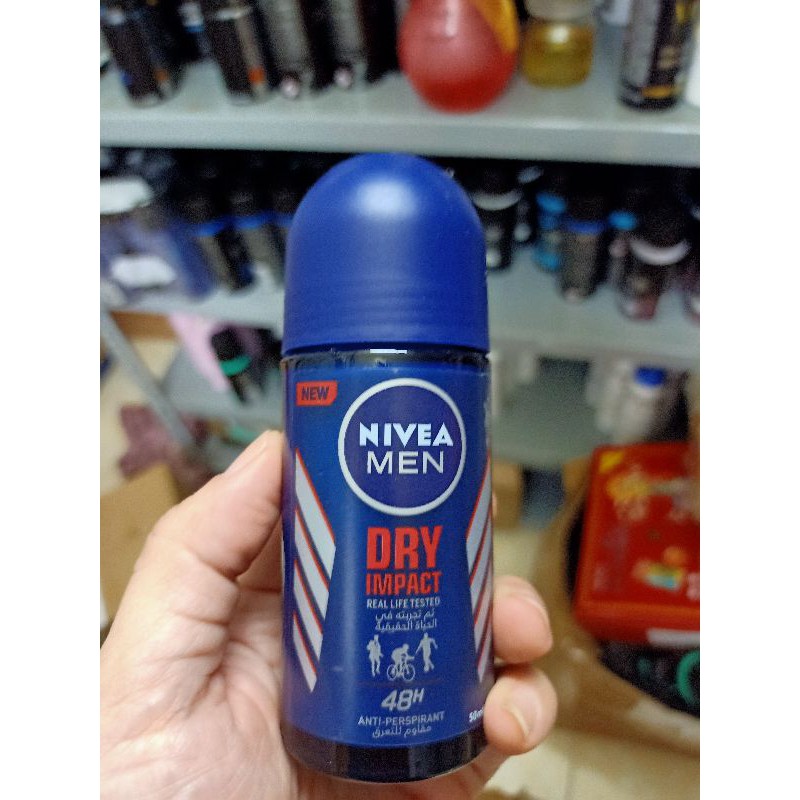 NEW
NIVEA
MEN
DRY
IMPACT
REAL LIFE TESTED
تم تجربته في
الحياة الحقيقية
48H
ANTI-PERSPIRANT
مقاوم للتعرق